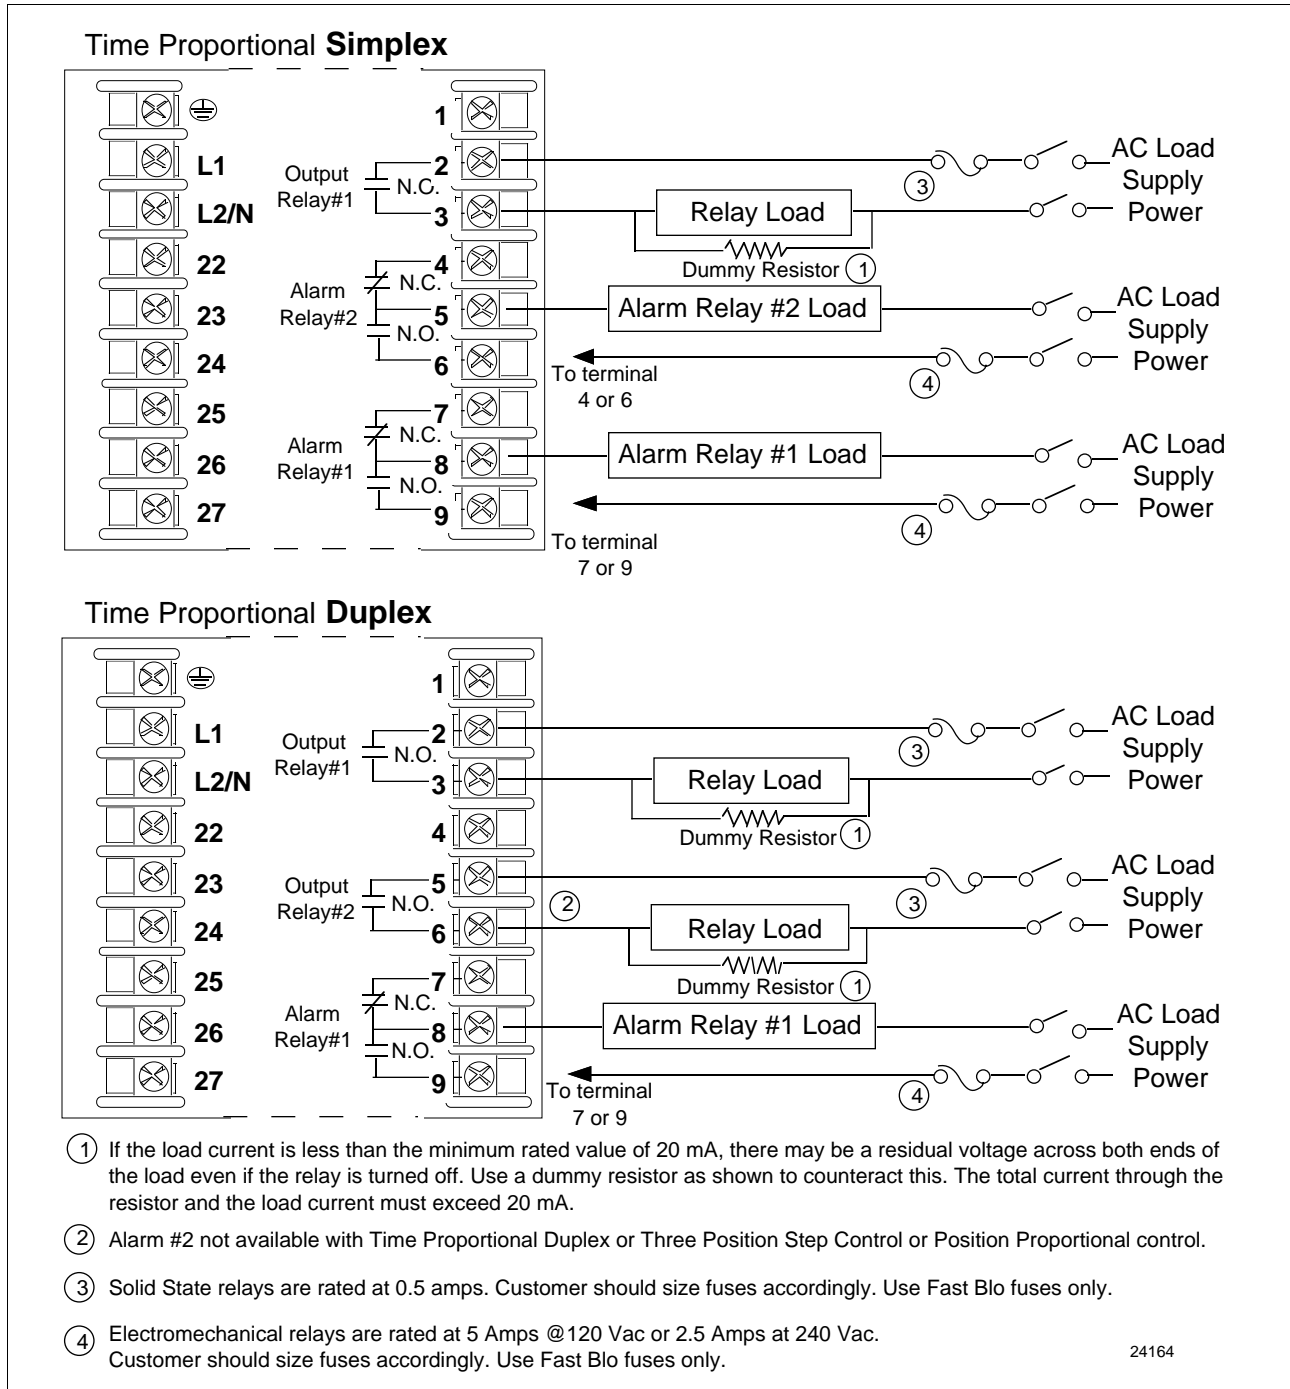 Time Proportional Simplex
1
L1
Output
Relay#1
N.O.
2
3
AC Load
Supply
Power
L2/N
3
Relay Load
Dummy Resistor 1
22
4
N.C.
Alarm
Relay#2
23
5
N.O.
Alarm Relay #2 Load
AC Load
Supply
Power
24
6
To terminal
4 or 6
4
25
7
N.C.
Alarm
Relay#1
26
8
N.O.
Alarm Relay #1 Load
AC Load
Supply
Power
27
9
To terminal
7 or 9
4
Time Proportional Duplex
1
L1
Output
Relay#1
N.O.
2
3
AC Load
Supply
Power
L2/N
3
Relay Load
Dummy Resistor 1
22
4
23
Output
Relay#2
N.O.
5
2
3
AC Load
Supply
Power
24
6
Relay Load
Dummy Resistor 1
25
7
N.C.
Alarm
Relay#1
26
8
N.O.
Alarm Relay #1 Load
AC Load
Supply
Power
27
9
To terminal
7 or 9
4
1 If the load current is less than the minimum rated value of 20 mA, there may be a residual voltage across both ends of
the load even if the relay is turned off. Use a dummy resistor as shown to counteract this. The total current through the
resistor and the load current must exceed 20 mA.
2 Alarm #2 not available with Time Proportional Duplex or Three Position Step Control or Position Proportional control.
3 Solid State relays are rated at 0.5 amps. Customer should size fuses accordingly. Use Fast Blo fuses only.
4 Electromechanical relays are rated at 5 Amps @120 Vac or 2.5 Amps at 240 Vac.
Customer should size fuses accordingly. Use Fast Blo fuses only.
24164